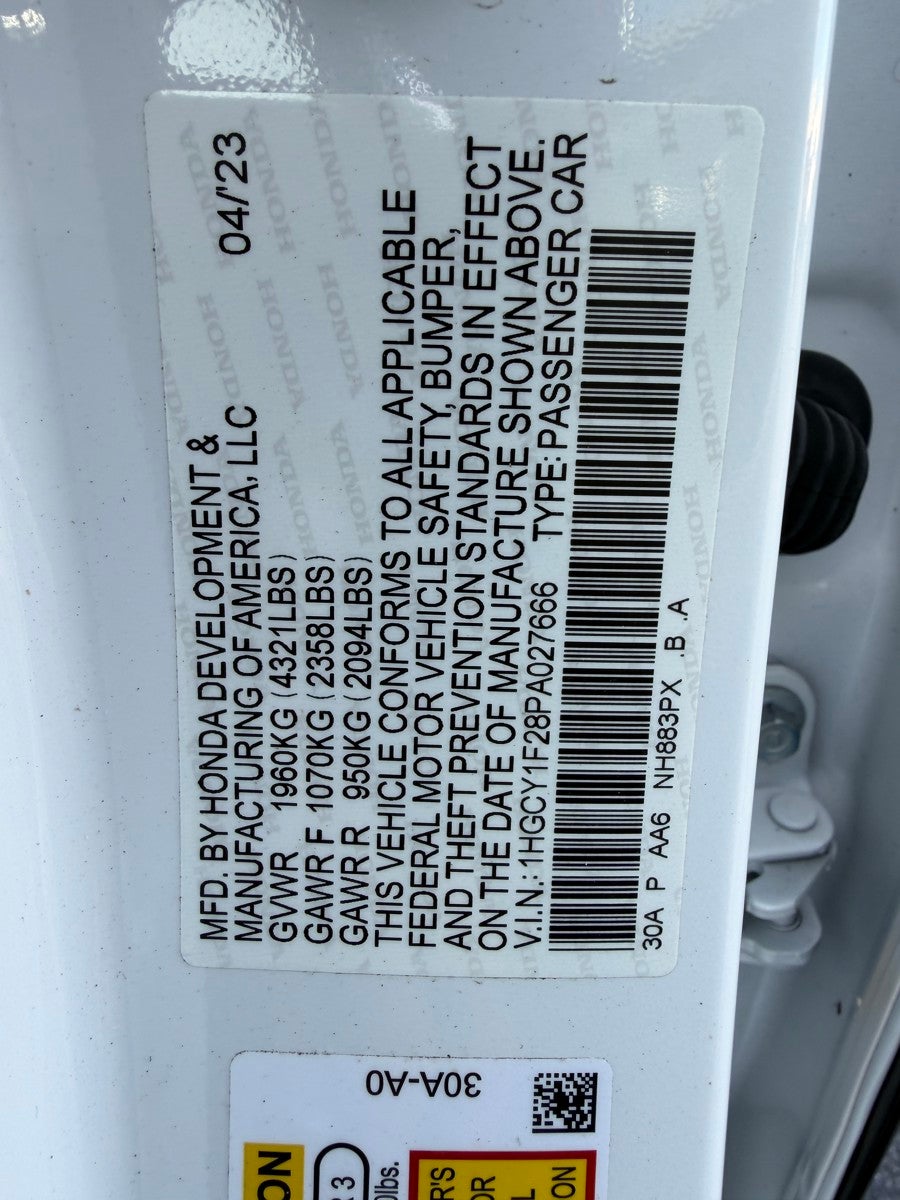 MFD. BY HONDA DEVELOPMENT & 04/'23
MANUFACTURING OF AMERICA, LLC
GVWR 1960KG (4321LBS)
GAWR F 1070KG (2358LBS)
GAWR R 950KG (2094LBS)
THIS VEHICLE CONFORMS TO ALL APPLICABLE
FEDERAL MOTOR VEHICLE SAFETY, BUMPER,
AND THEFT PREVENTION STANDARDS IN EFFECT
ON THE DATE OF MANUFACTURE SHOWN ABOVE.
V.I.N.: 1HGCY1F28PA027666 TYPE: PASSENGER CAR
30A P AA6 NH883PX .B .A
HONDA
30A-A0